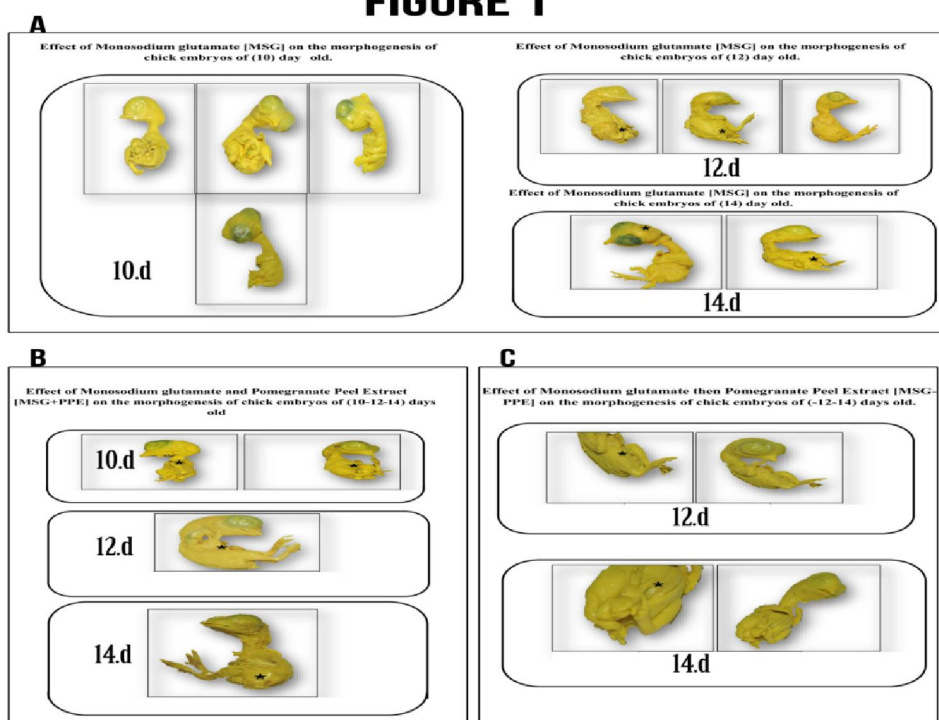 FIGURE 1
A
Effect of Monosodium glutamate [MSG] on the morphogenesis of
chick embryos of (10) day old.
10.d
Effect of Monosodium glutamate [MSG] on the morphogenesis of
chick embryos of (12) day old.
12.d
Effect of Monosodium glutamate [MSG] on the morphogenesis of
chick embryos of (14) day old.
14.d
B
Effect of Monosodium glutamate and Pomegranate Peel Extract
[MSG+PPE] on the morphogenesis of chick embryos of (10-12-14) days
old
10.d
12.d
14.d
C
Effect of Monosodium glutamate then Pomegranate Peel Extract [MSG-
PPE] on the morphogenesis of chick embryos of (-12-14) days old.
12.d
14.d